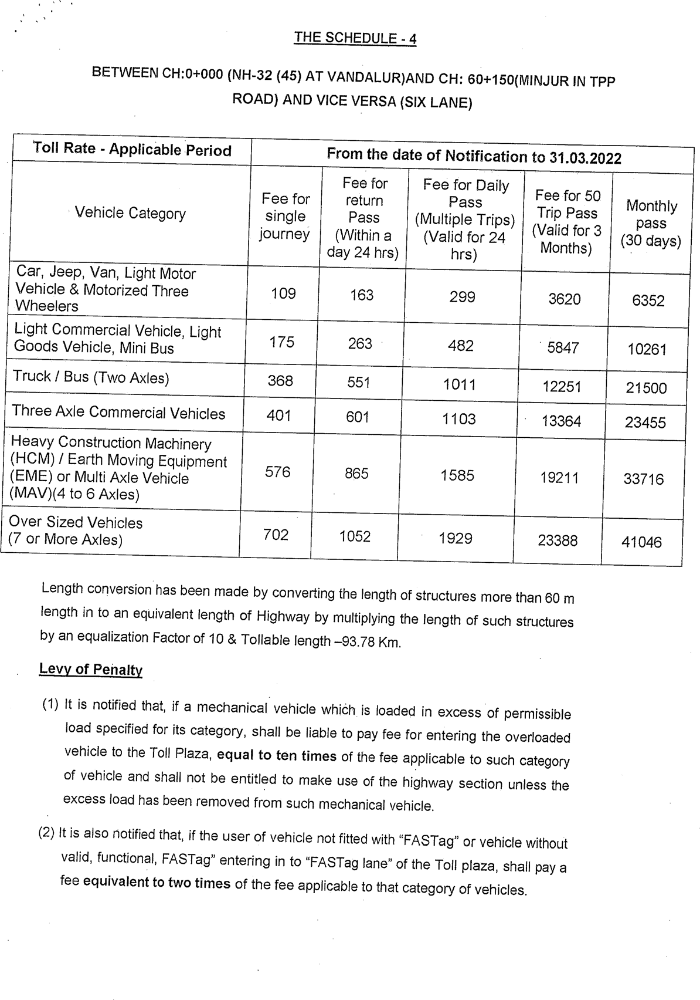 THE SCHEDULE - 4
BETWEEN CH:0+000 (NH-32 (45) AT VANDALUR)AND CH: 60+150(MINJUR IN TPP
ROAD) AND VICE VERSA (SIX LANE)
Toll Rate - Applicable Period
From the date of Notification to 31.03.2022
Vehicle Category
Fee for
single
journey
Fee for
return
Pass
(Within a
day 24 hrs)
Fee for Daily
Pass
(Multiple Trips)
(Valid for 24
hrs)
Fee for 50
Trip Pass
(Valid for 3
Months)
Monthly
pass
(30 days)
Car, Jeep, Van, Light Motor
Vehicle & Motorized Three
Wheelers
109
163
299
3620
6352
Light Commercial Vehicle, Light
Goods Vehicle, Mini Bus
175
263
482
5847
10261
Truck / Bus (Two Axles)
368
551
1011
12251
21500
Three Axle Commercial Vehicles
401
601
1103
13364
23455
Heavy Construction Machinery
(HCM) / Earth Moving Equipment
(EME) or Multi Axle Vehicle
(MAV)(4 to 6 Axles)
576
865
1585
19211
33716
Over Sized Vehicles
(7 or More Axles)
702
1052
1929
23388
41046
Length conversion has been made by converting the length of structures more than 60 m
length in to an equivalent length of Highway by multiplying the length of such structures
by an equalization Factor of 10 & Tollable length –93.78 Km.
Levy of Penalty
(1) It is notified that, if a mechanical vehicle which is loaded in excess of permissible
load specified for its category, shall be liable to pay fee for entering the overloaded
vehicle to the Toll Plaza, equal to ten times of the fee applicable to such category
of vehicle and shall not be entitled to make use of the highway section unless the
excess load has been removed from such mechanical vehicle.
(2) It is also notified that, if the user of vehicle not fitted with “FASTag” or vehicle without
valid, functional, FASTag” entering in to “FASTag lane” of the Toll plaza, shall pay a
fee equivalent to two times of the fee applicable to that category of vehicles.